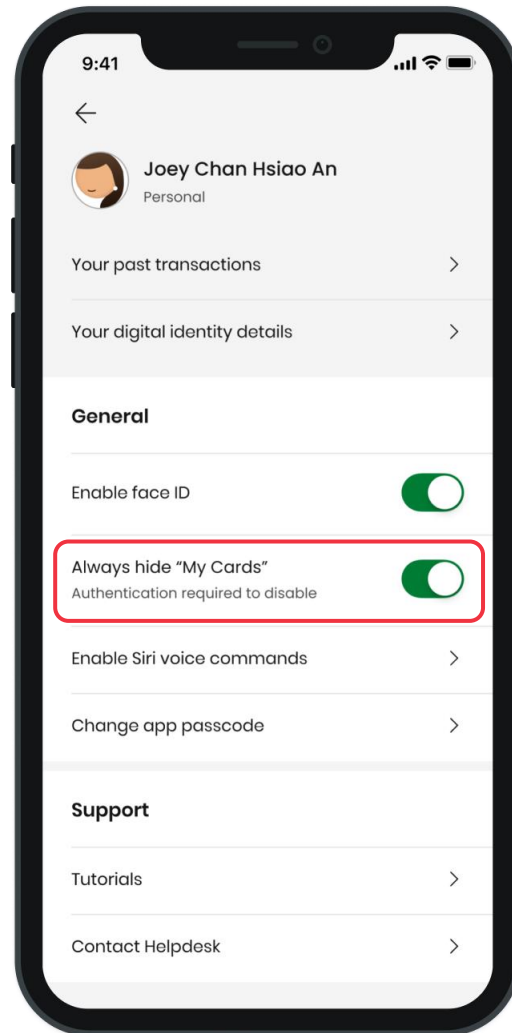 9:41
Joey Chan Hsiao An
Personal
Your past transactions
Your digital identity details
General
Enable face ID
Always hide “My Cards”
Authentication required to disable
Enable Siri voice commands
Change app passcode
Support
Tutorials
Contact Helpdesk